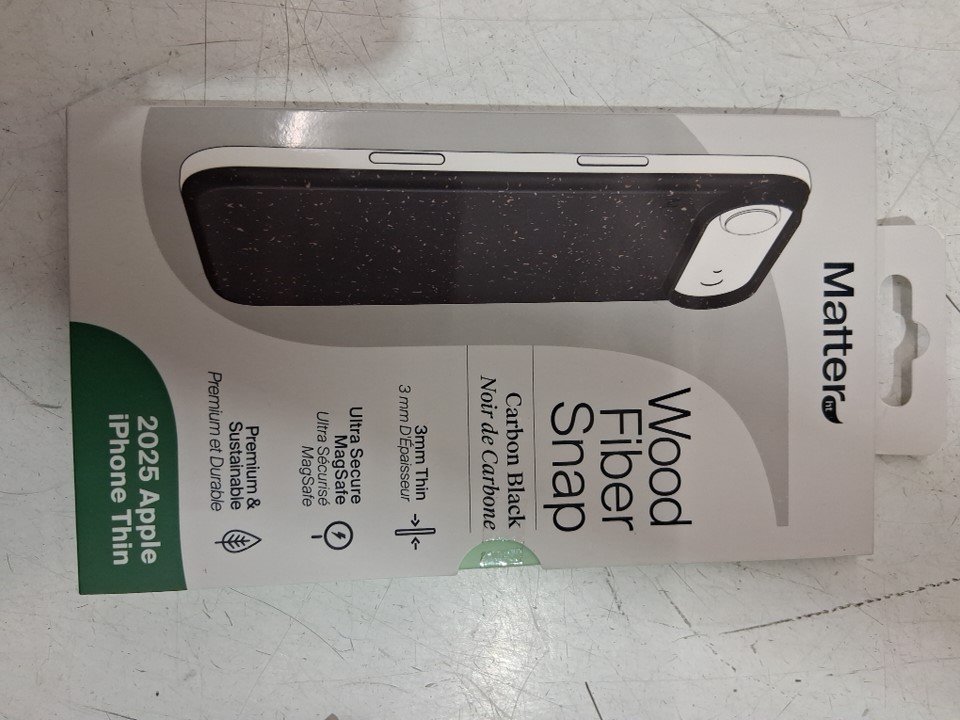 Matter
ht
Wood
Fiber
Snap
Carbon Black
Noir de Carbone
3mm Thin
3 mm D'Épaisseur
Ultra Secure
MagSafe
Ultra Sécurisé
MagSafe
Premium &
Sustainable
Premium et Durable
2025 Apple
iPhone Thin